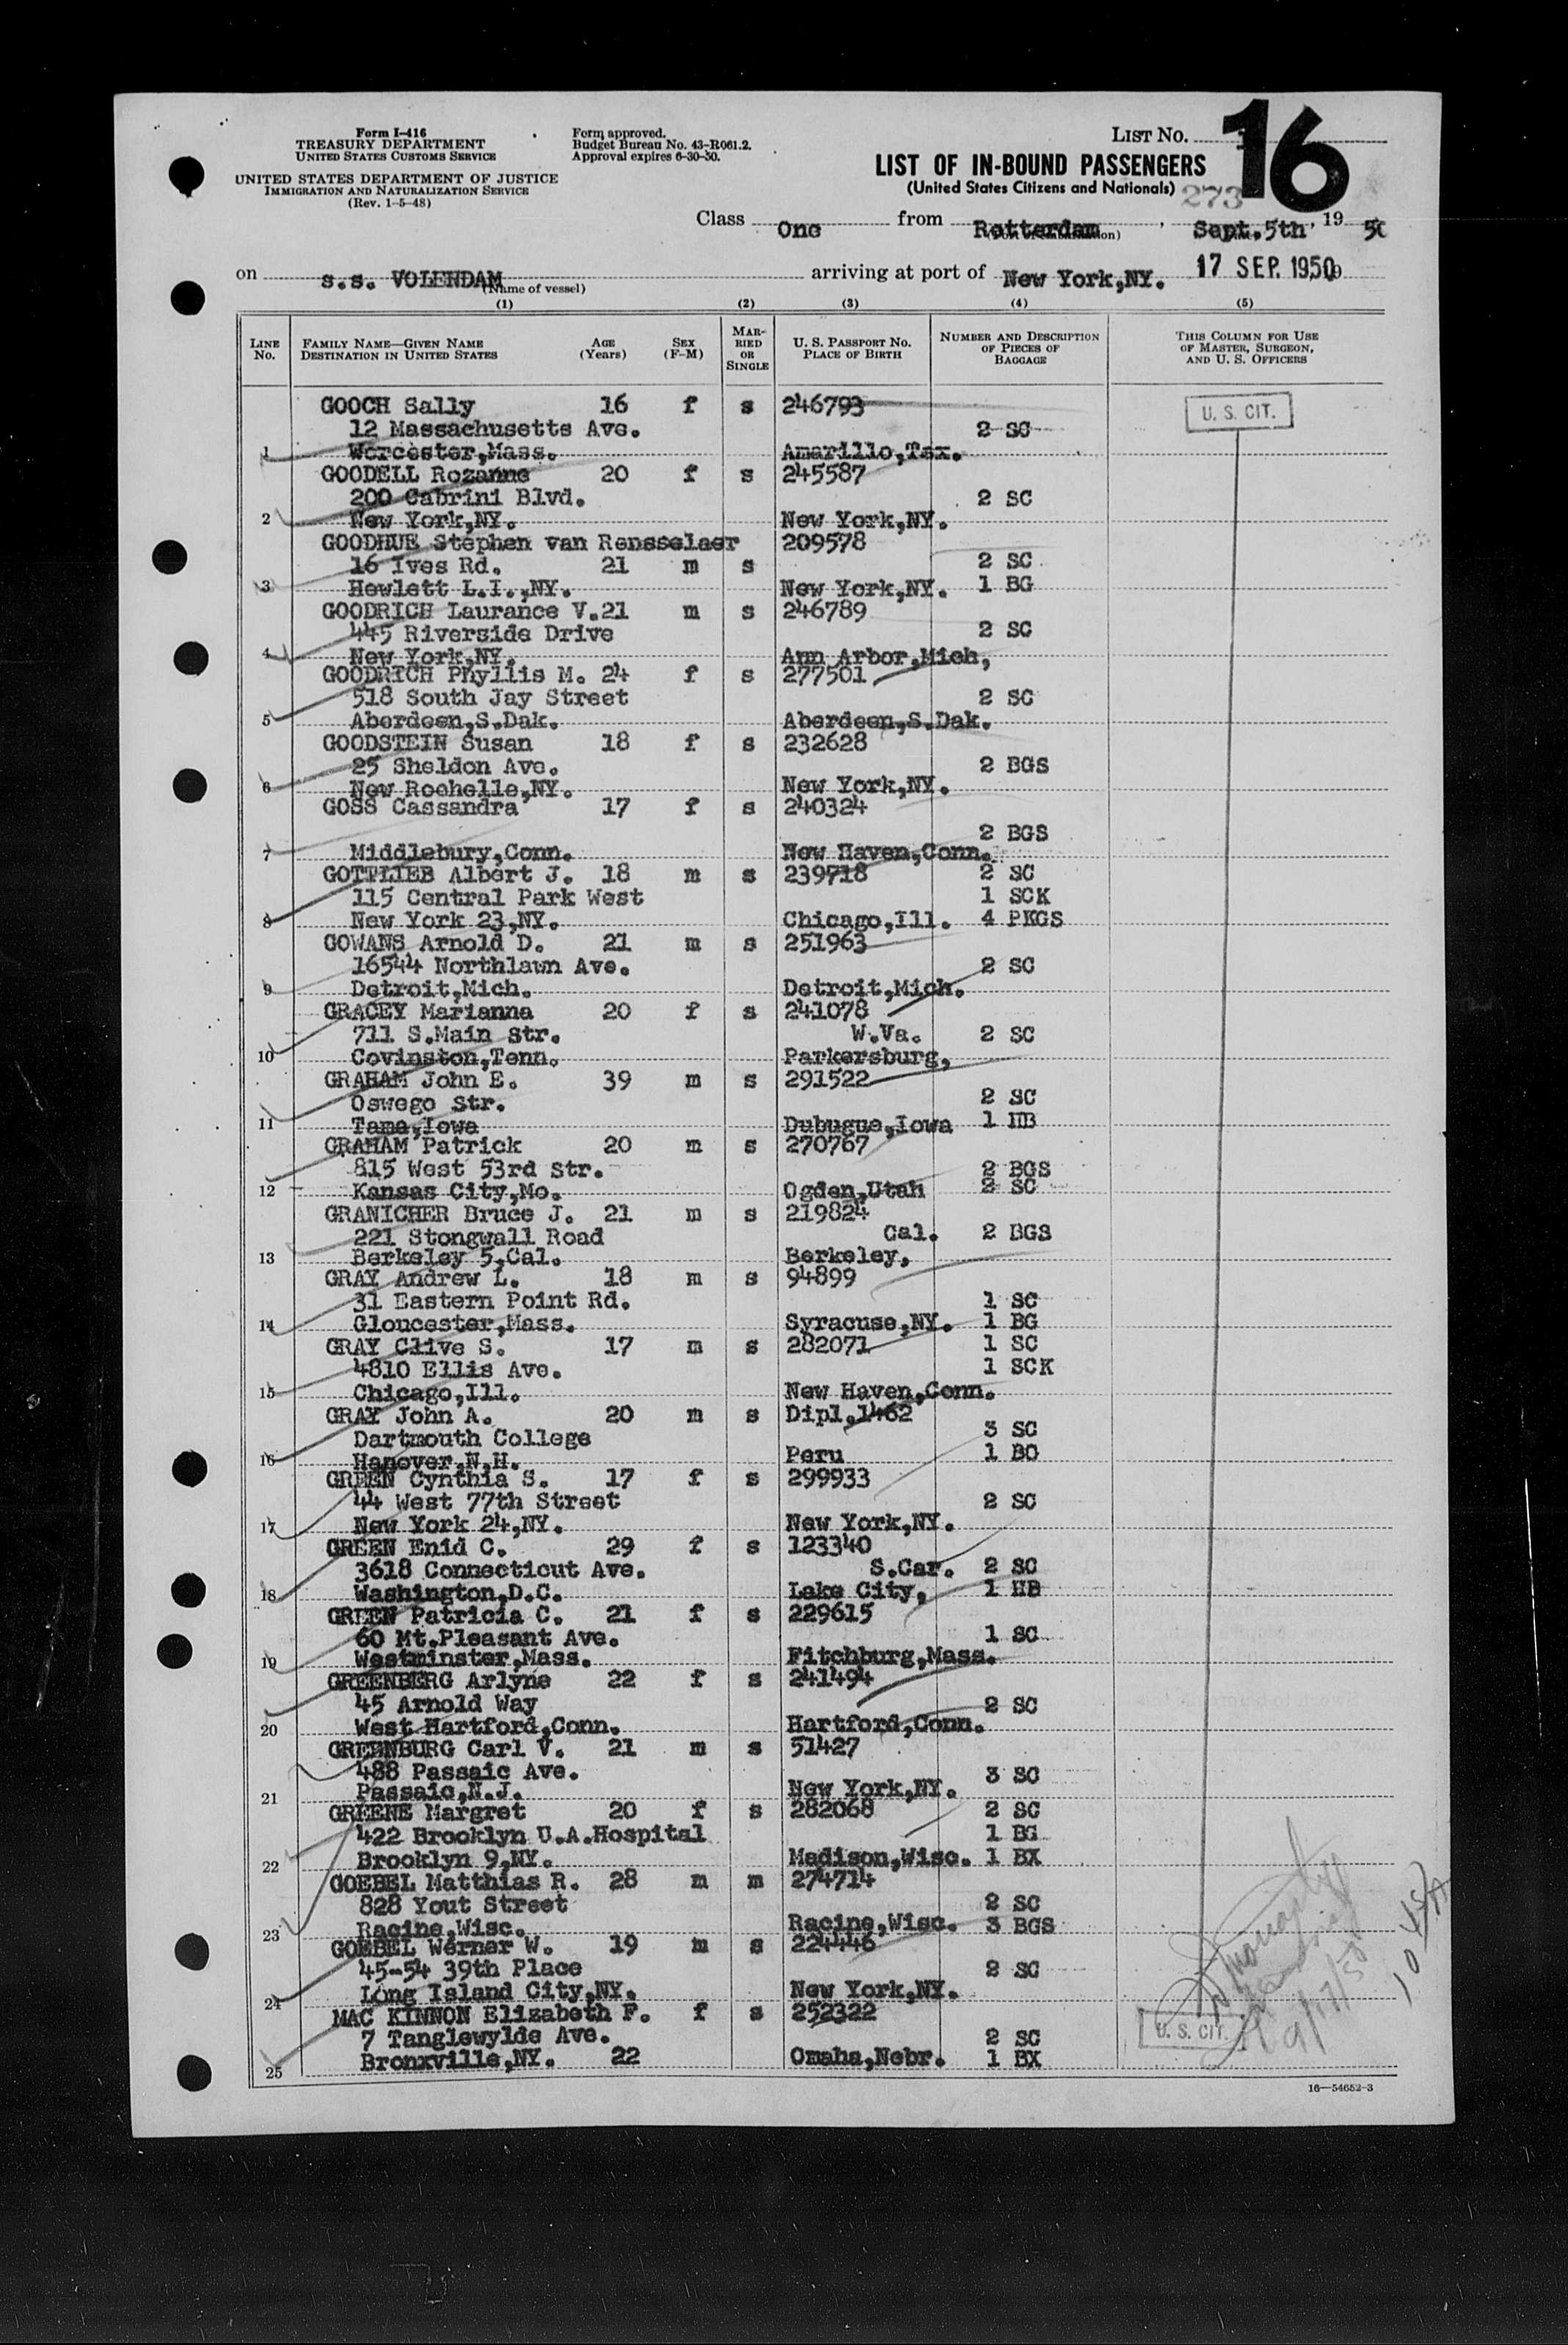 Form I-416
TREASURY DEPARTMENT
UNITED STATES CUSTOMS SERVICE
UNITED STATES DEPARTMENT OF JUSTICE
IMMIGRATION AND NATURALIZATION SERVICE
(Rev. 1-5-48)
Form approved.
Budget Bureau No. 43-R061.2.
Approval expires 6-30-50.
LIST NO. 16
LIST OF IN-BOUND PASSENGERS
(United States Citizens and Nationals)
273
Class One from Rotterdam, Sept.5th, 19 50
on s.s. VOLENDAM arriving at port of New York,NY. 17 SEP. 1950
(Name of vessel)
(1) (2) (3) (4) (5)
LINE No. FAMILY NAME—GIVEN NAME DESTINATION IN UNITED STATES AGE (Years) SEX (F-M) MARRIED OR SINGLE U. S. PASSPORT NO. PLACE OF BIRTH NUMBER AND DESCRIPTION OF PIECES OF BAGGAGE THIS COLUMN FOR USE OF MASTER, SURGEON, AND U. S. OFFICERS
GOOCH Sally 16 f s 246793 U. S. CIT.
12 Massachusetts Ave. 2 SC
1 Worcester,Mass. Amarillo,Tex.
GOODELL Rozanne 20 f s 245587
200 Cabrini Blvd. 2 SC
2 New York,NY. New York,NY.
GOODHUE Stephen van Rensselaer 209578
16 Ives Rd. 21 m s 2 SC
3 Hewlett L.I.,NY. New York,NY. 1 BG
GOODRICH Laurance V.21 m s 246789
445 Riverside Drive 2 SC
4 New York,NY. Ann Arbor,Mich,
GOODRICH Phyllis M. 24 f s 277501
518 South Jay Street 2 SC
5 Aberdeen,S.Dak. Aberdeen,S.Dak.
GOODSTEIN Susan 18 f s 232628
25 Sheldon Ave. 2 BGS
6 New Rochelle,NY. New York,NY.
GOSS Cassandra 17 f s 240324
2 BGS
7 Middlebury,Conn. New Haven,Conn.
GOTTLIEB Albert J. 18 m s 239718 2 SC
115 Central Park West 1 SCK
8 New York 23,NY. Chicago,Ill. 4 PKGS
GOWANS Arnold D. 21 m s 251963
16544 Northlawn Ave. 2 SC
9 Detroit,Mich. Detroit,Mich.
GRACEY Marianna 20 f s 241078
711 S.Main Str. W.Va. 2 SC
10 Covinston,Tenn. Parkersburg,
GRAHAM John E. 39 m s 291522
Oswego Str. 2 SC
11 Tama,Iowa Dubugue,Iowa 1 HB
GRAHAM Patrick 20 m s 270767
815 West 53rd Str. 2 BGS
12 Kansas City,Mo. Ogden,Utah 2 SC
GRANICHER Bruce J. 21 m s 219824
221 Stongwall Road Cal. 2 BGS
13 Berkeley 5,Cal. Berkeley,
GRAY Andrew L. 18 m s 94899
31 Eastern Point Rd. 1 SC
14 Gloucester,Mass. Syracuse,NY. 1 BG
GRAY Clive S. 17 m s 282071 1 SC
4810 Ellis Ave. 1 SCK
15 Chicago,Ill. New Haven,Conn.
GRAY John A. 20 m s Dipl.1462
Dartmouth College 3 SC
16 Hanover,N.H. Peru 1 BO
GREEN Cynthia S. 17 f s 299933
44 West 77th Street 2 SC
17 New York 24,NY. New York,NY.
GREEN Enid C. 29 f s 123340
3618 Connecticut Ave. S.Car. 2 SC
18 Washington,D.C. Lake City, 1 HB
GREEN Patricia C. 21 f s 229615
60 Mt.Pleasant Ave. 1 SC
19 Westminster,Mass. Fitchburg,Mass.
GREENBERG Arlyne 22 f s 241494
45 Arnold Way 2 SC
20 West Hartford,Conn. Hartford,Conn.
GREENBURG Carl V. 21 m s 51427
488 Passaic Ave. 3 SC
21 Passaic,N.J. New York,NY.
GREENE Margret 20 f s 282068 2 SC
422 Brooklyn U.A.Hospital 1 BG
22 Brooklyn 9,NY. Madison,Wisc. 1 BX
GOEBEL Matthias R. 28 m m 274714
828 Yout Street 2 SC
23 Racine,Wisc. Racine,Wisc. 3 BGS
GOEBEL Werner W. 19 m s 224446
45-54 39th Place 2 SC
24 Long Island City,NY. New York,NY.
MAC KINNON Elizabeth F. f s 252322
7 Tanglewylde Ave. 2 SC U. S. CIT.
25 Bronxville,NY. 22 Omaha,Nebr. 1 BX
9/17/50
16—54652-3